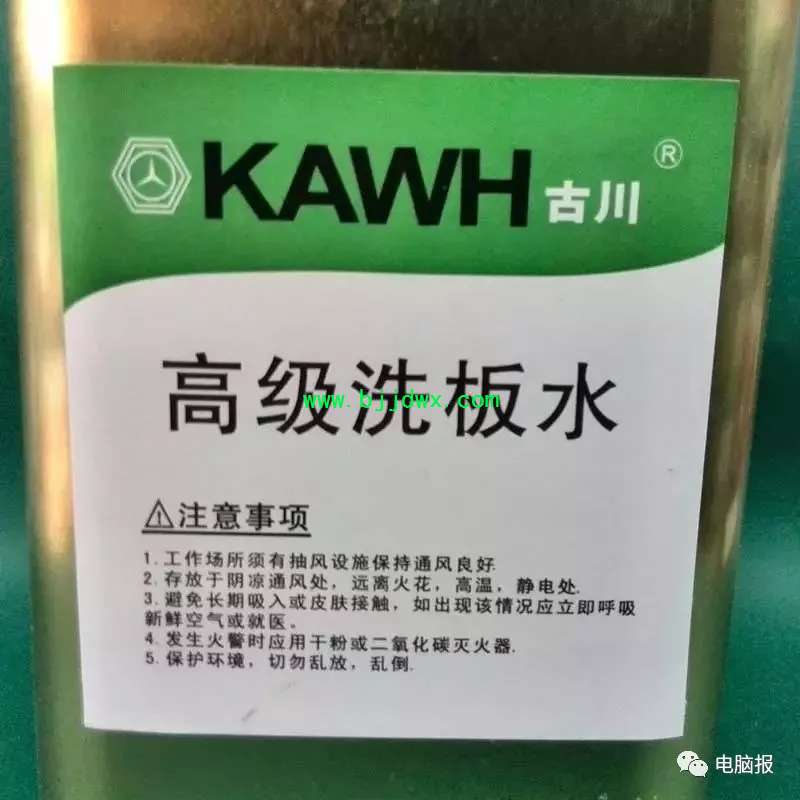 KAWH 古川 ®
高级洗板水
www.bjjdwx.com
⚠注意事项
1. 工作场所须有抽风设施保持通风良好.
2. 存放于阴凉通风处，远离火花，高温，静电处.
3. 避免长期吸入或皮肤接触，如出现该情况应立即呼吸
新鲜空气或就医。
4. 发生火警时应用干粉或二氧化碳灭火器.
5. 保护环境，切勿乱放，乱倒.
电脑报